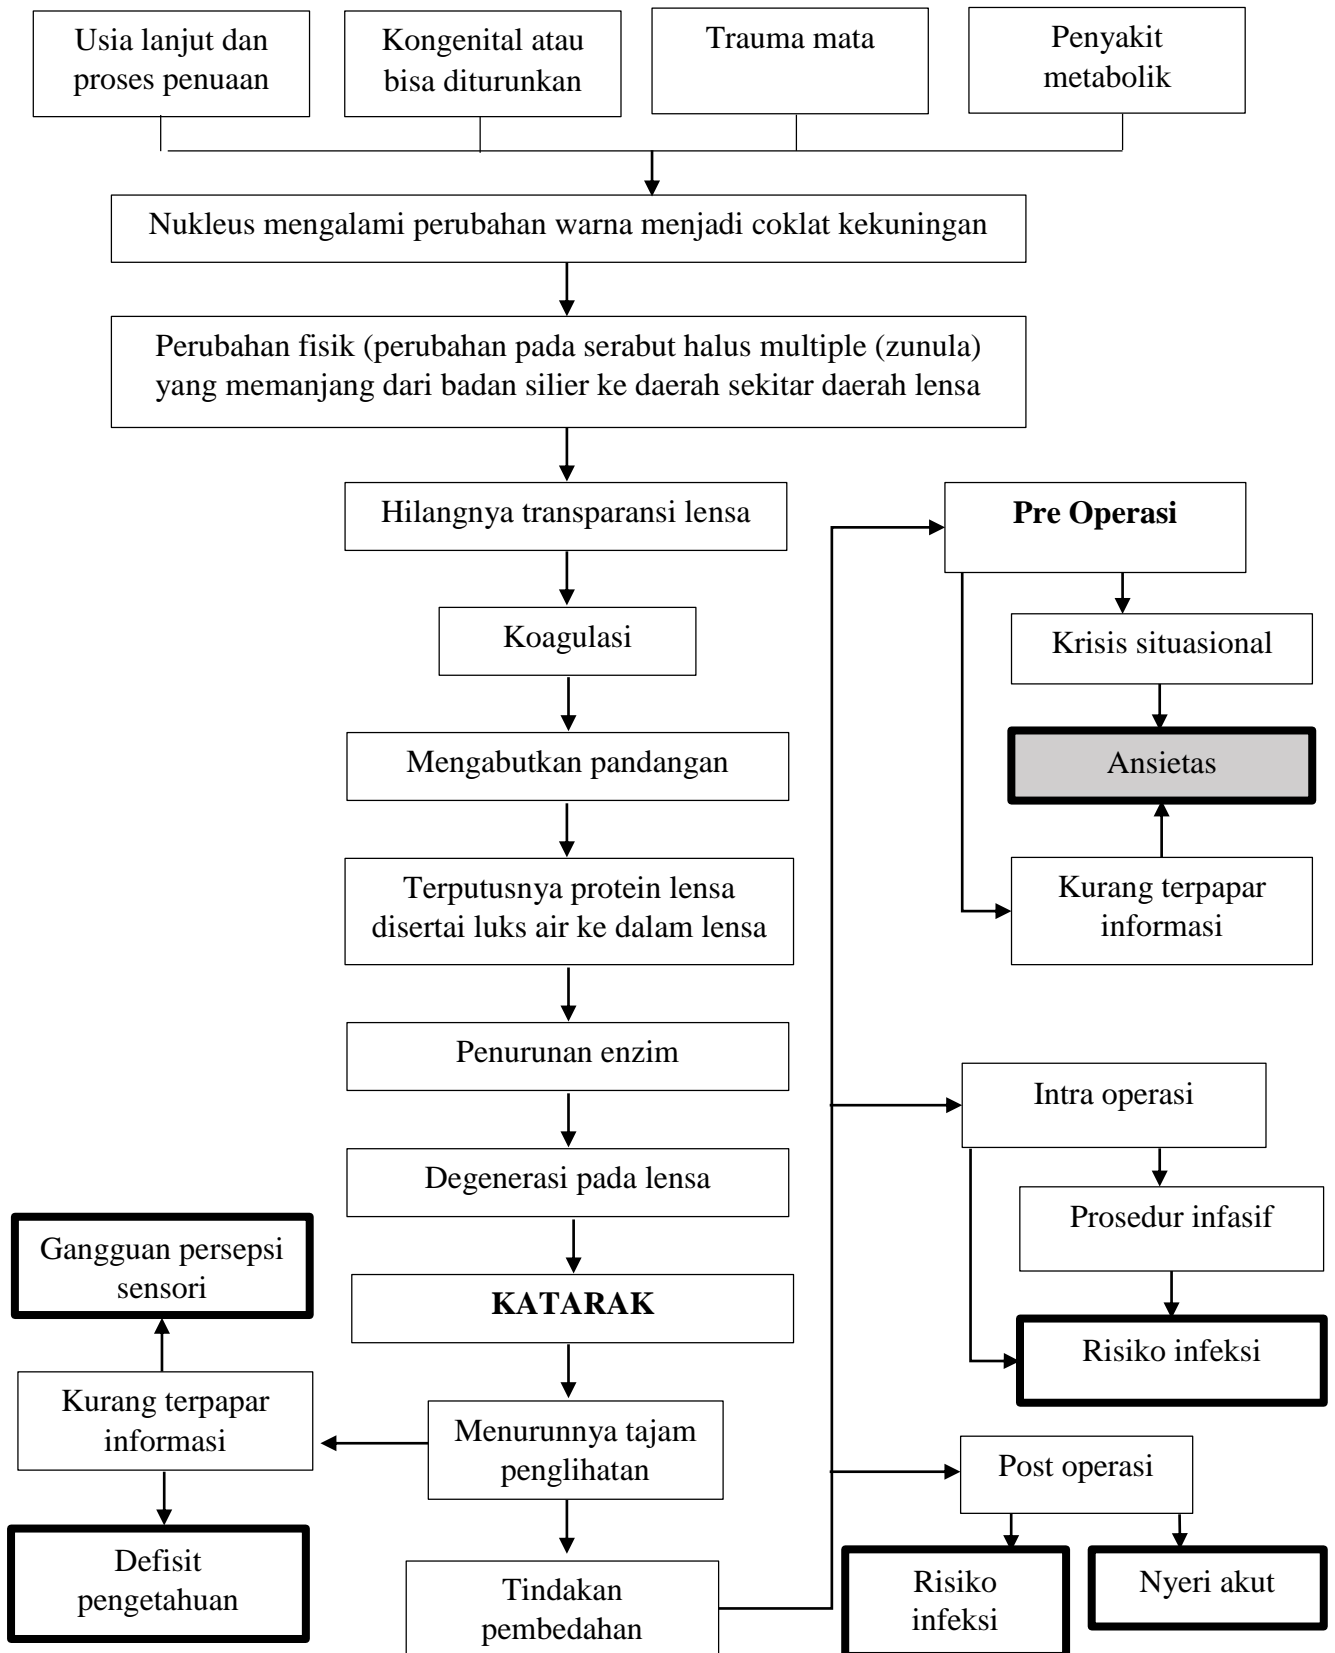 Usia lanjut dan
proses penuaan
Kongenital atau
bisa diturunkan
Trauma mata
Penyakit
metabolik
Nukleus mengalami perubahan warna menjadi coklat kekuningan
Perubahan fisik (perubahan pada serabut halus multiple (zunula)
yang memanjang dari badan silier ke daerah sekitar daerah lensa
Hilangnya transparansi lensa
Koagulasi
Mengabutkan pandangan
Terputusnya protein lensa
disertai luks air ke dalam lensa
Penurunan enzim
Degenerasi pada lensa
KATARAK
Menurunnya tajam
penglihatan
Kurang terpapar
informasi
Gangguan persepsi
sensori
Defisit
pengetahuan
Tindakan
pembedahan
Pre Operasi
Krisis situasional
Ansietas
Kurang terpapar
informasi
Intra operasi
Prosedur infasif
Risiko infeksi
Post operasi
Risiko
infeksi
Nyeri akut